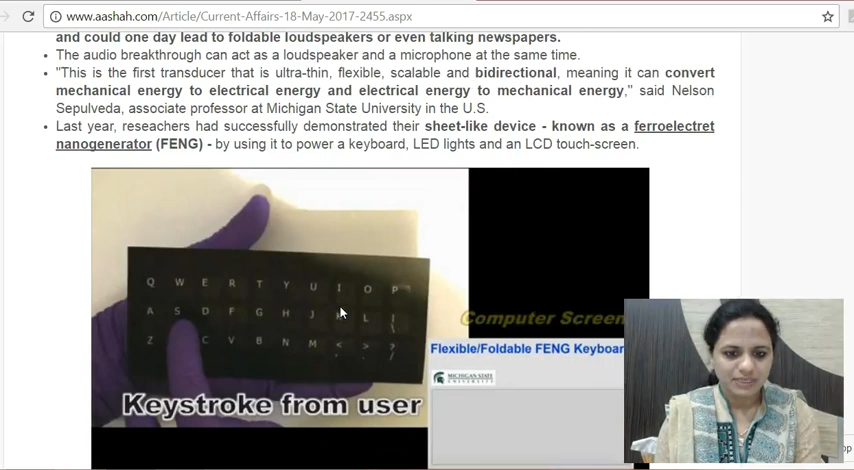 www.aashah.com/Article/Current-Affairs-18-May-2017-2455.aspx
and could one day lead to foldable loudspeakers or even talking newspapers.
• The audio breakthrough can act as a loudspeaker and a microphone at the same time.
• "This is the first transducer that is ultra-thin, flexible, scalable and bidirectional, meaning it can convert
mechanical energy to electrical energy and electrical energy to mechanical energy," said Nelson
Sepulveda, associate professor at Michigan State University in the U.S.
• Last year, reseachers had successfully demonstrated their sheet-like device - known as a ferroelectret
nanogenerator (FENG) - by using it to power a keyboard, LED lights and an LCD touch-screen.
Q W E R T Y U I O P
A S D F G H J L | \
Z C V B N M < , > . ? /
Computer Screen
Flexible/Foldable FENG Keyboar
MICHIGAN STATE
UNIVERSITY
Keystroke from user
op